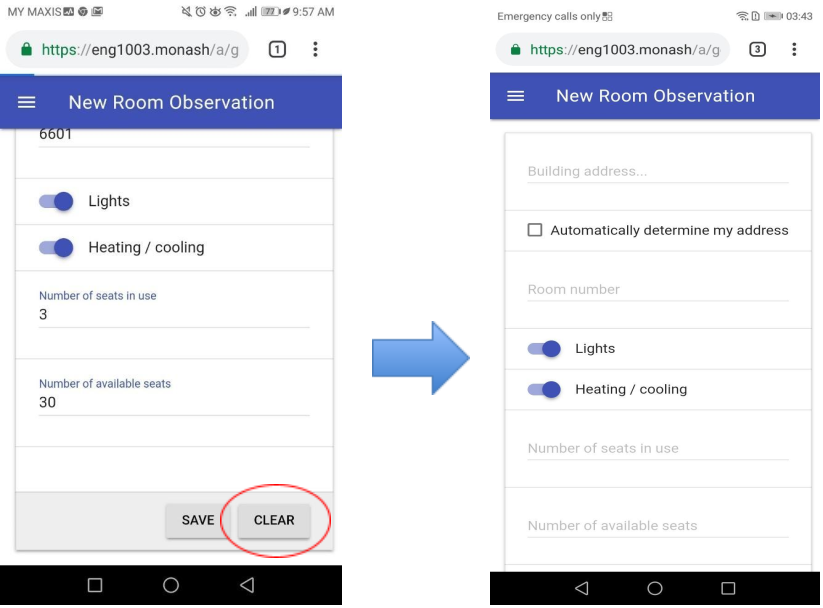 MY MAXIS 77 9:57 AM
https://eng1003.monash/a/g 1
New Room Observation
6601
Lights
Heating / cooling
Number of seats in use
3
Number of available seats
30
SAVE CLEAR
Emergency calls only 03:43
https://eng1003.monash/a/g 3
New Room Observation
Building address...
Automatically determine my address
Room number
Lights
Heating / cooling
Number of seats in use
Number of available seats